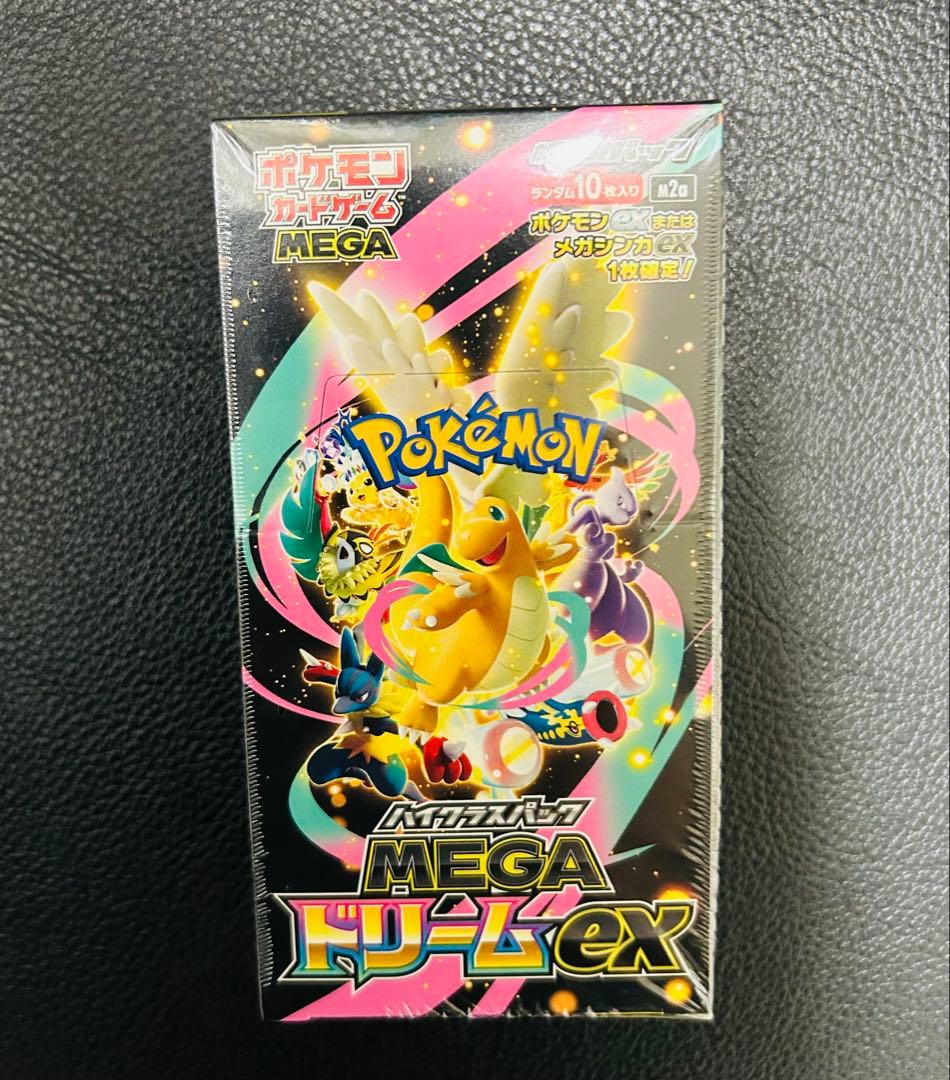 ポケモン
カードゲーム
MEGA
ランダム10枚入り M2a
ポケモンexまたは
メガシンカex
1枚確定!
POKéMON
TM
ハイクラスパック
MEGA
ドリームex